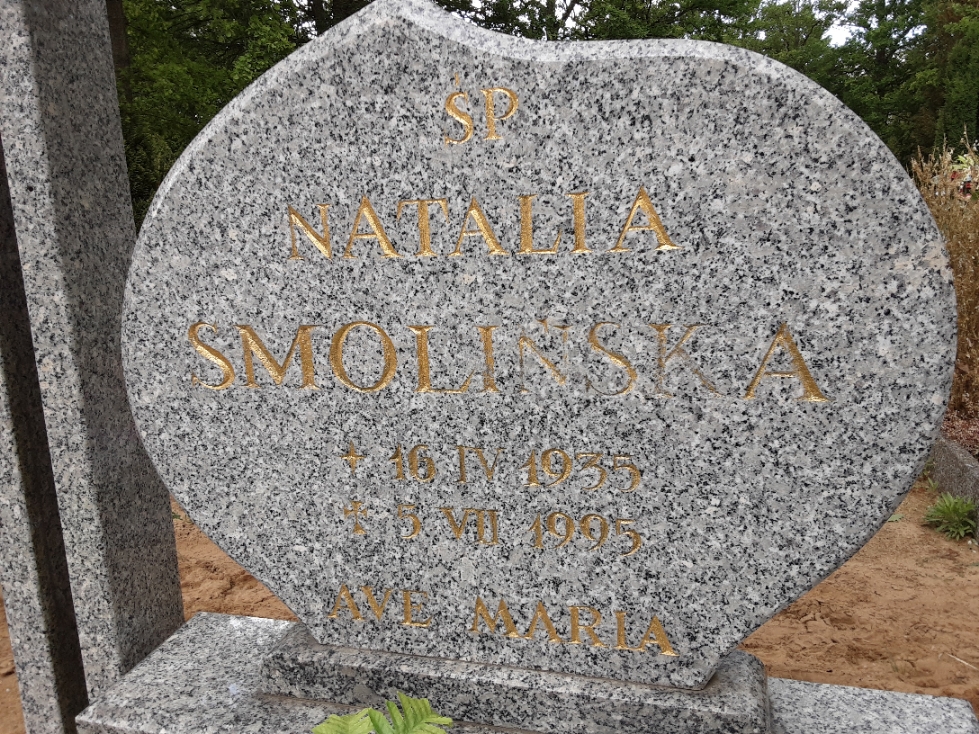 ŚP
NATALIA
SMOLIŃSKA
+ 16 IV 1935
+ 5 VII 1995
AVE MARIA